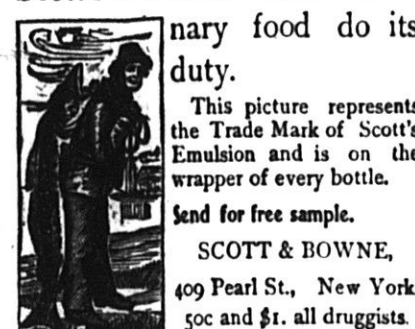 nary food do its
duty.
This picture represents
the Trade Mark of Scott's
Emulsion and is on the
wrapper of every bottle.
Send for free sample.
SCOTT & BOWNE,
409 Pearl St., New York
50c and $1. all druggists